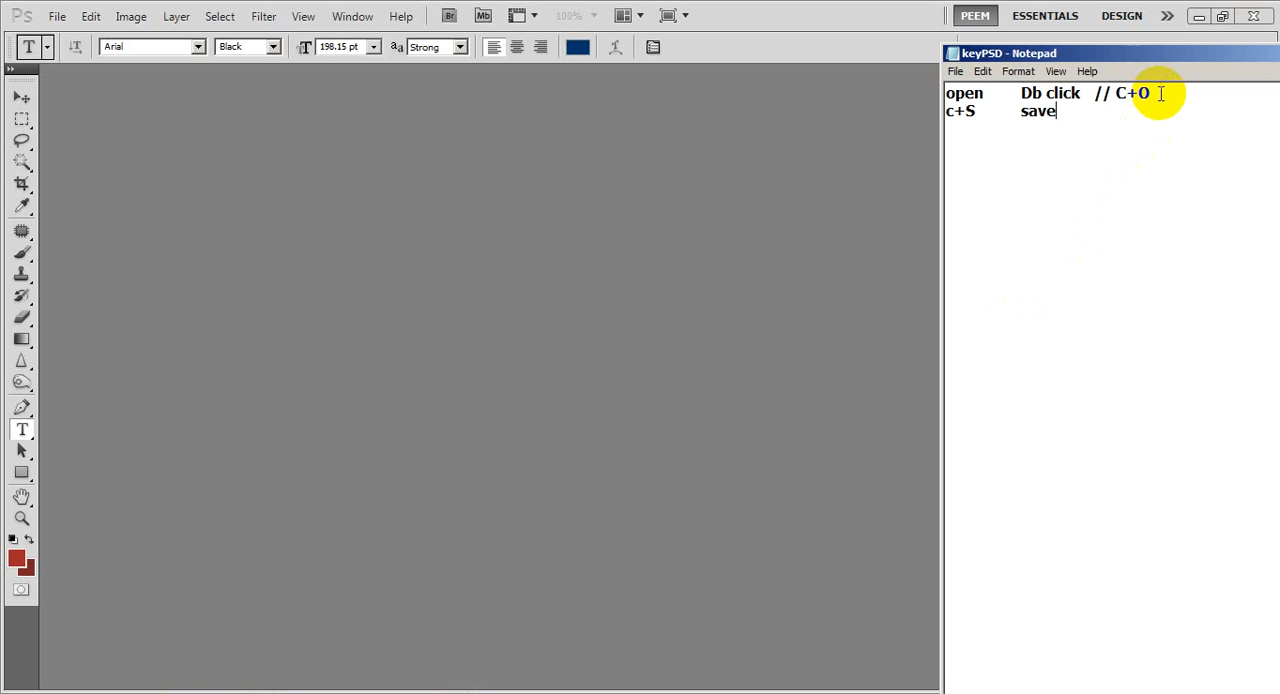 Ps File Edit Image Layer Select Filter View Window Help Br Mb 100% PEEM ESSENTIALS DESIGN
T Arial Black T 198.15 pt aa Strong
keyPSD - Notepad
File Edit Format View Help
open Db click // C+O
c+S save
T